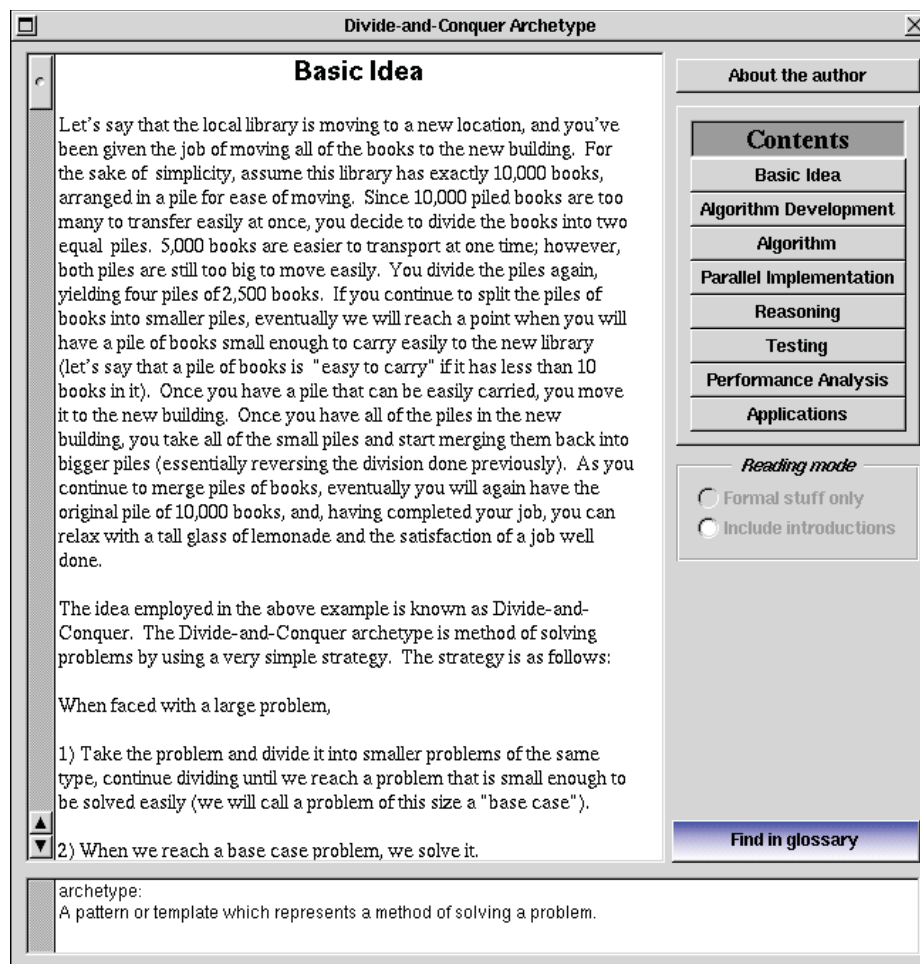 Divide-and-Conquer Archetype
Basic Idea
Let's say that the local library is moving to a new location, and you've
been given the job of moving all of the books to the new building.  For
the sake of  simplicity, assume this library has exactly 10,000 books,
arranged in a pile for ease of moving.  Since 10,000 piled books are too
many to transfer easily at once, you decide to divide the books into two
equal  piles.  5,000 books are easier to transport at one time; however,
both piles are still too big to move easily.  You divide the piles again,
yielding four piles of 2,500 books.  If you continue to split the piles of
books into smaller piles, eventually we will reach a point when you will
have a pile of books small enough to carry easily to the new library
(let's say that a pile of books is  "easy to carry" if it has less than 10
books in it).  Once you have a pile that can be easily carried, you move
it to the new building.  Once you have all of the piles in the new
building, you take all of the small piles and start merging them back into
bigger piles (essentially reversing the division done previously).  As you
continue to merge piles of books, eventually you will again have the
original pile of 10,000 books, and, having completed your job, you can
relax with a tall glass of lemonade and the satisfaction of a job well
done.
The idea employed in the above example is known as Divide-and-
Conquer.  The Divide-and-Conquer archetype is method of solving
problems by using a very simple strategy.  The strategy is as follows:
When faced with a large problem,
1) Take the problem and divide it into smaller problems of the same
type, continue dividing until we reach a problem that is small enough to
be solved easily (we will call a problem of this size a "base case").
2) When we reach a base case problem, we solve it.
About the author
Contents
Basic Idea
Algorithm Development
Algorithm
Parallel Implementation
Reasoning
Testing
Performance Analysis
Applications
Reading mode
Formal stuff only
Include introductions
Find in glossary
archetype:
A pattern or template which represents a method of solving a problem.